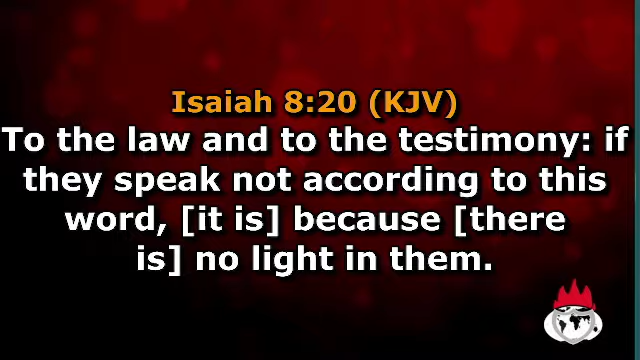 Isaiah 8:20 (KJV)
To the law and to the testimony: if
they speak not according to this
word, [it is] because [there
is] no light in them.